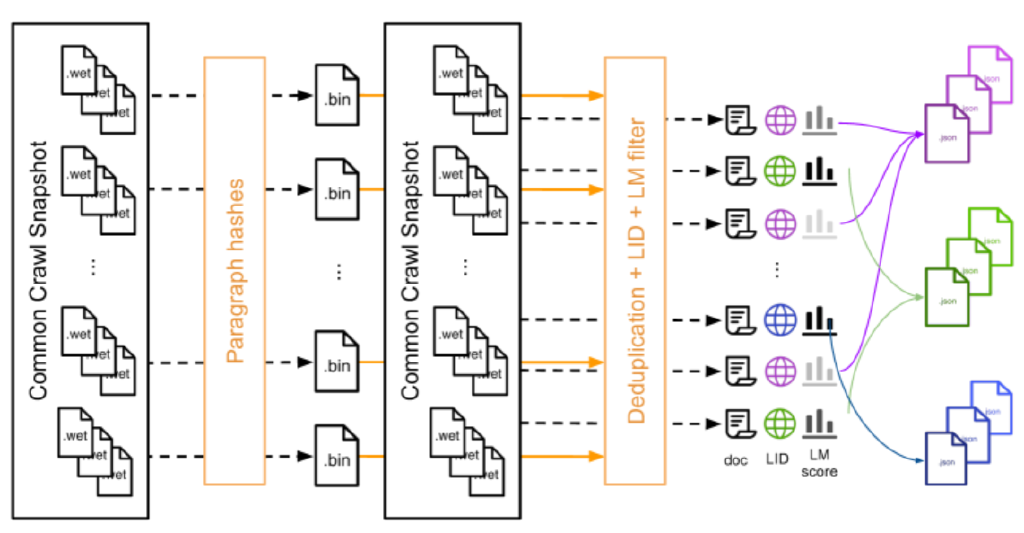 Common Crawl Snapshot
.wet
wet
wet
.wet
wet
wet
...
.wet
wet
wet
.wet
wet
wet
Paragraph hashes
.bin
.bin
...
.bin
.bin
Common Crawl Snapshot
.wet
wet
wet
.wet
wet
wet
...
.wet
wet
wet
.wet
wet
wet
Deduplication + LID + LM filter
...
doc
LID
LM
score
.json
json
json
.json
json
json
.json
json
json